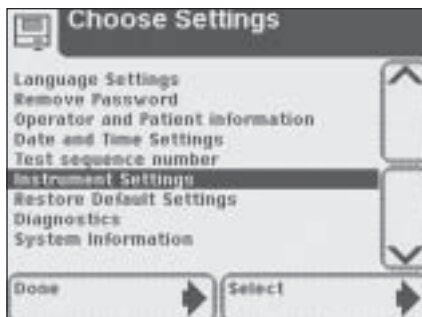 Choose Settings
Language Settings
Remove Password
Operator and Patient information
Date and Time Settings
Test sequence number
Instrument Settings
Restore Default Settings
Diagnostics
System Information
Done
Select